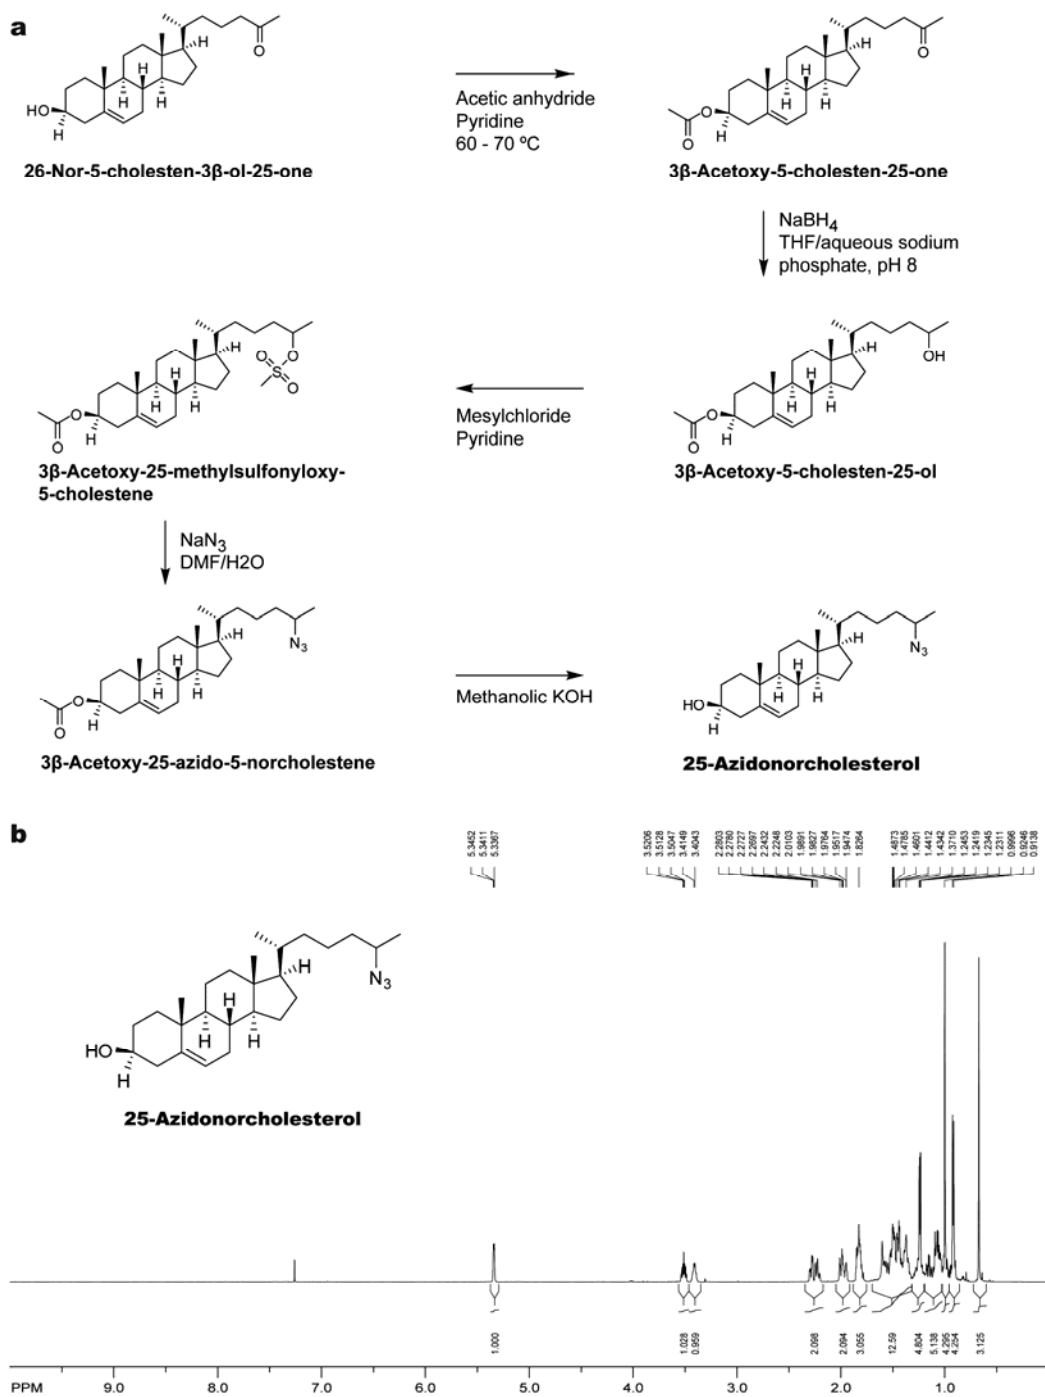 a
O
HO
H
H
H
H
H
26-Nor-5-cholesten-3β-ol-25-one
Acetic anhydride
Pyridine
60 - 70 ºC
O
O
O
H
H
H
H
H
3β-Acetoxy-5-cholesten-25-one
NaBH4
THF/aqueous sodium
phosphate, pH 8
O
O
S
O
O
O
H
H
H
H
H
3β-Acetoxy-25-methylsulfonyloxy-
5-cholestene
Mesylchloride
Pyridine
OH
O
O
H
H
H
H
H
3β-Acetoxy-5-cholesten-25-ol
NaN3
DMF/H2O
N3
O
O
H
H
H
H
H
3β-Acetoxy-25-azido-5-norcholestene
Methanolic KOH
N3
HO
H
H
H
H
H
25-Azidonorcholesterol
b
5.3452
5.3411
5.3367
3.5206
3.5128
3.5047
3.4149
3.4043
2.2803
2.2780
2.2727
2.2697
2.2432
2.2248
2.0103
1.9891
1.9827
1.9764
1.9517
1.9474
1.8264
1.4873
1.4785
1.4601
1.4412
1.4342
1.3710
1.2453
1.2419
1.2345
1.2311
0.9996
0.9246
0.9138
N3
HO
H
H
H
H
H
25-Azidonorcholesterol
1.000
1.028
0.959
2.098
2.094
3.055
12.59
4.804
5.138
4.295
4.254
3.125
PPM 9.0 8.0 7.0 6.0 5.0 4.0 3.0 2.0 1.0